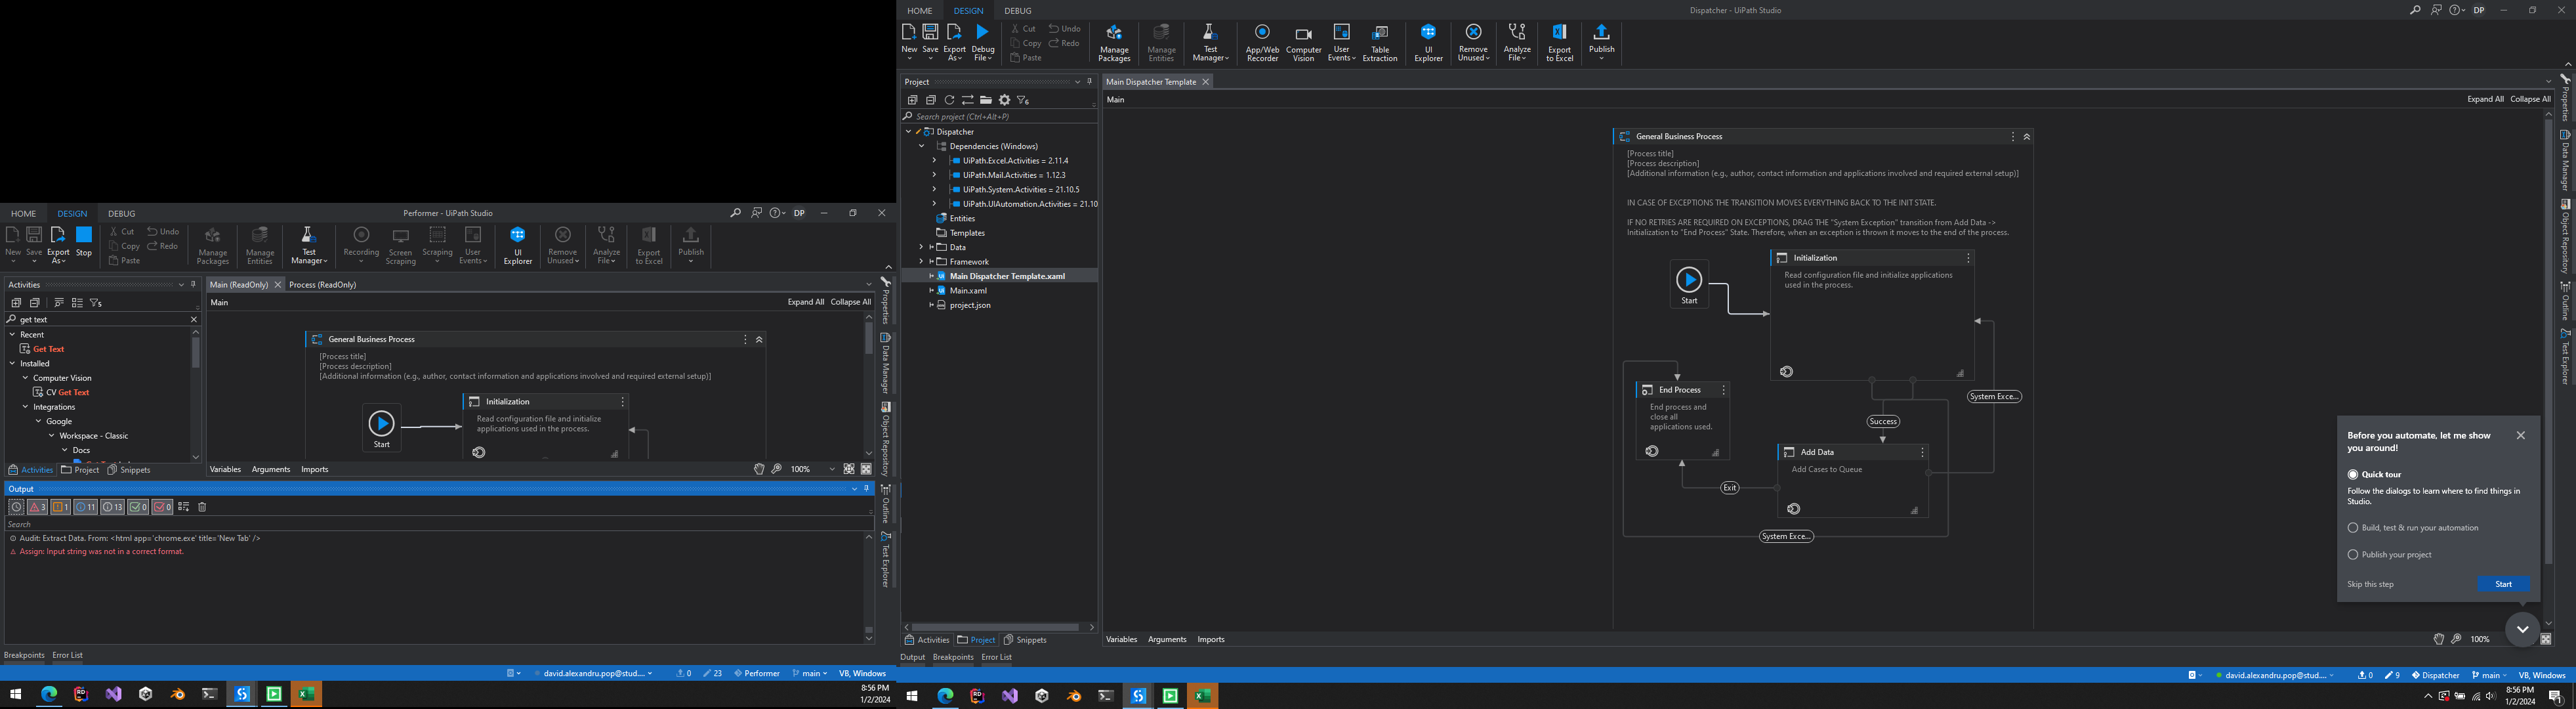 HOME DESIGN DEBUG
Performer - UiPath Studio
DP
New Save Export As Stop
Cut Undo
Copy Redo
Paste
Manage Packages
Manage Entities
Test Manager
Recording
Screen Scraping
Scraping
User Events
UI Explorer
Remove Unused
Analyze File
Export to Excel
Publish
Activities
5
get text
Recent
Get Text
Installed
Computer Vision
CV Get Text
Integrations
Google
Workspace - Classic
Docs
Activities Project Snippets
Main (ReadOnly) Process (ReadOnly)
Main
Expand All Collapse All
General Business Process
[Process title]
[Process description]
[Additional information (e.g., author, contact information and applications involved and required external setup)]
Start
Initialization
Read configuration file and initialize
applications used in the process.
Variables Arguments Imports
100%
Properties
Data Manager
Object Repository
Outline
Test Explorer
Output
3 1 11 13 0 0
Search
Audit: Extract Data. From: <html app='chrome.exe' title='New Tab' />
Assign: Input string was not in a correct format.
Breakpoints Error List
david.alexandru.pop@stud.... 0 23 Performer main VB, Windows
8:56 PM
1/2/2024
HOME DESIGN DEBUG
Dispatcher - UiPath Studio
DP
New Save Export As Debug File
Cut Undo
Copy Redo
Paste
Manage Packages
Manage Entities
Test Manager
App/Web Recorder
Computer Vision
User Events
Table Extraction
UI Explorer
Remove Unused
Analyze File
Export to Excel
Publish
Project
6
Search project (Ctrl+Alt+P)
Dispatcher
Dependencies (Windows)
UiPath.Excel.Activities = 2.11.4
UiPath.Mail.Activities = 1.12.3
UiPath.System.Activities = 21.10.5
UiPath.UIAutomation.Activities = 21.10
Entities
Templates
Data
Framework
Main Dispatcher Template.xaml
Main.xaml
project.json
Activities Project Snippets
Main Dispatcher Template
Main
Expand All Collapse All
General Business Process
[Process title]
[Process description]
[Additional information (e.g., author, contact information and applications involved and required external setup)]
IN CASE OF EXCEPTIONS THE TRANSITION MOVES EVERYTHING BACK TO THE INIT STATE.
IF NO RETRIES ARE REQUIRED ON EXCEPTIONS, DRAG THE "System Exception" transition from Add Data ->
Initialization to "End Process" State. Therefore, when an exception is thrown it moves to the end of the process.
Start
Initialization
Read configuration file and initialize applications
used in the process.
End Process
End process and
close all
applications used.
System Exce...
Success
Add Data
Add Cases to Queue
Exit
System Exce...
Variables Arguments Imports
100%
Properties
Data Manager
Object Repository
Outline
Test Explorer
Before you automate, let me show
you around!
Quick tour
Follow the dialogs to learn where to find things in
Studio.
Build, test & run your automation
Publish your project
Skip this step
Start
Output Breakpoints Error List
david.alexandru.pop@stud.... 0 9 Dispatcher main VB, Windows
8:56 PM
1/2/2024
1